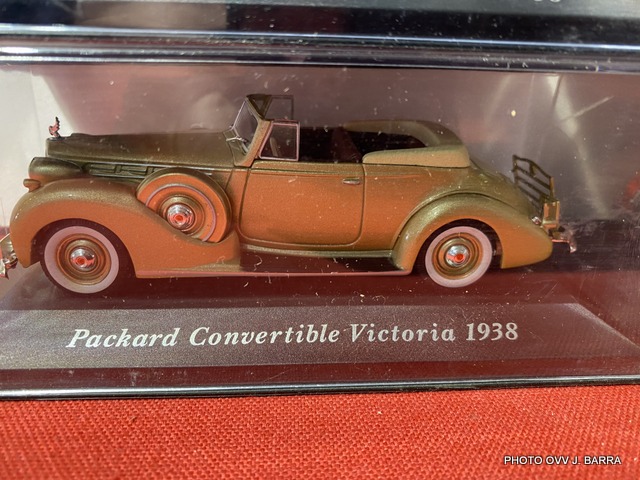 Packard Convertible Victoria 1938
PHOTO OVV J. BARRA